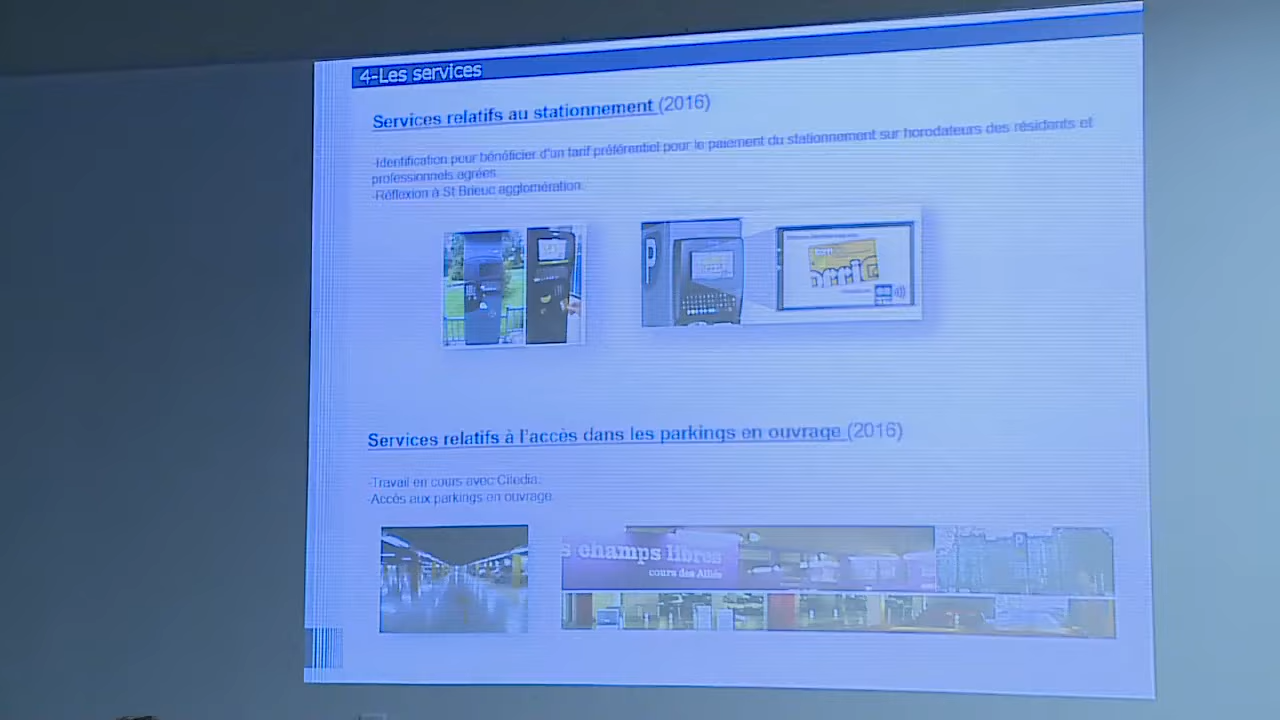 4-Les services
Services relatifs au stationnement (2016)
-Identification pour bénéficier d'un tarif préférentiel pour le paiement du stationnement sur horodateurs des résidants et
professionnels agréés.
-Réflexion à St Brieuc agglomération.
Services relatifs à l'accès dans les parkings en ouvrage (2016)
-Travail en cours avec Citedia.
-Accès aux parkings en ouvrage.
s champs libres
cours des Alliés